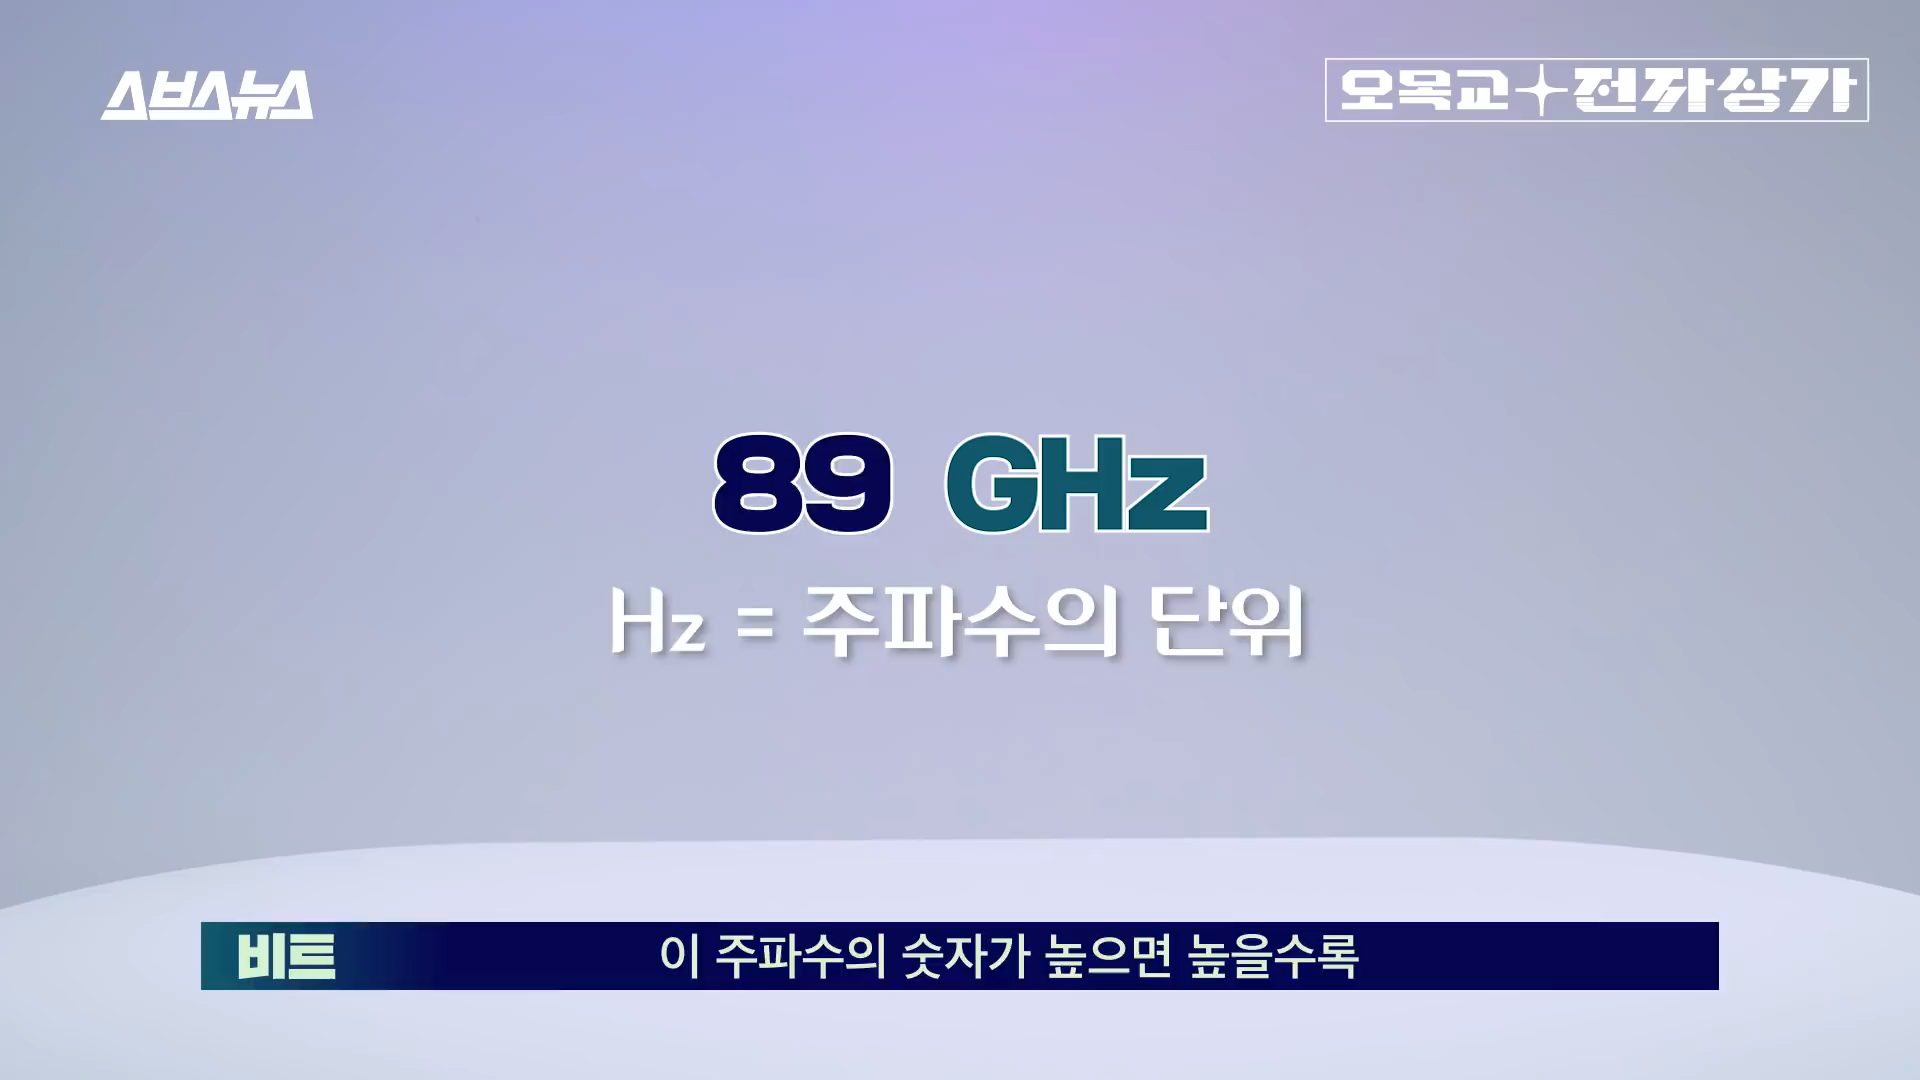 스브스뉴스
오목교 전자상가
89 GHz
Hz = 주파수의 단위
비트 이 주파수의 숫자가 높으면 높을수록